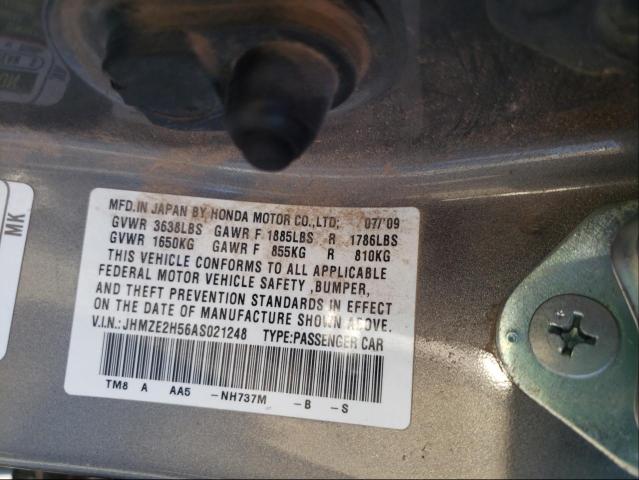 MFD.IN JAPAN BY HONDA MOTOR CO.,LTD; 07/'09
GVWR 3638LBS GAWR F 1885LBS R 1786LBS
GVWR 1650KG GAWR F 855KG R 810KG
THIS VEHICLE CONFORMS TO ALL APPLICABLE
FEDERAL MOTOR VEHICLE SAFETY ,BUMPER,
AND THEFT PREVENTION STANDARDS IN EFFECT
ON THE DATE OF MANUFACTURE SHOWN ABOVE.
V.I.N.:JHMZE2H56AS021248 TYPE:PASSENGER CAR
TM8 A AA5 -NH737M -B -S
MK